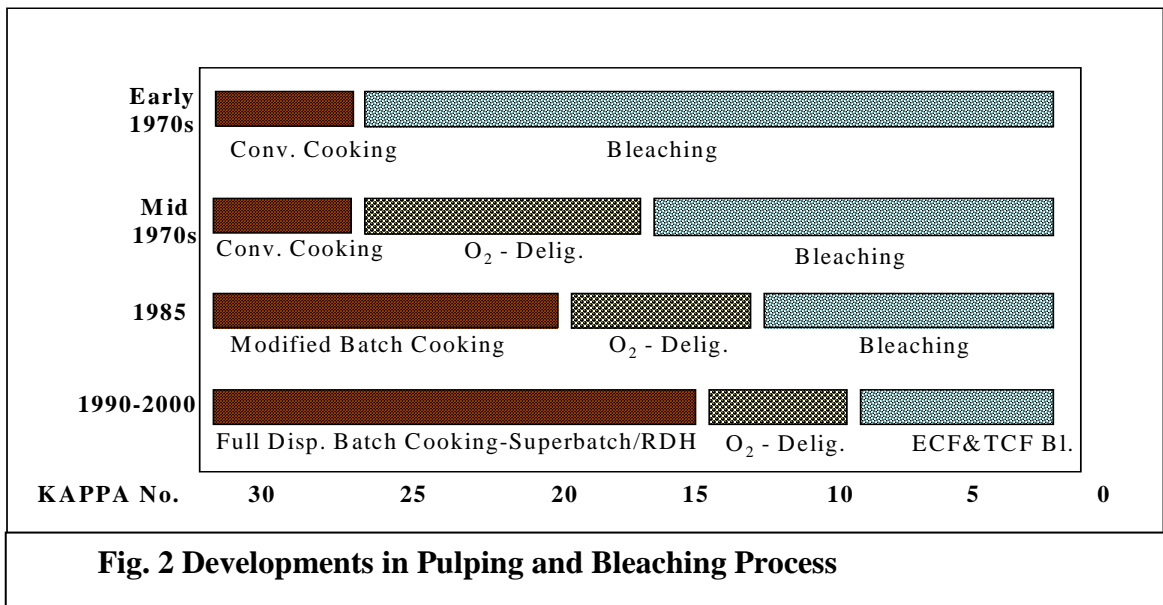 Early
1970s
Conv. Cooking Bleaching
Mid
1970s
Conv. Cooking O2 - Delig. Bleaching
1985
Modified Batch Cooking O2 - Delig. Bleaching
1990-2000
Full Disp. Batch Cooking-Superbatch/RDH O2 - Delig. ECF&TCF Bl.
KAPPA No. 30 25 20 15 10 5 0
Fig. 2 Developments in Pulping and Bleaching Process